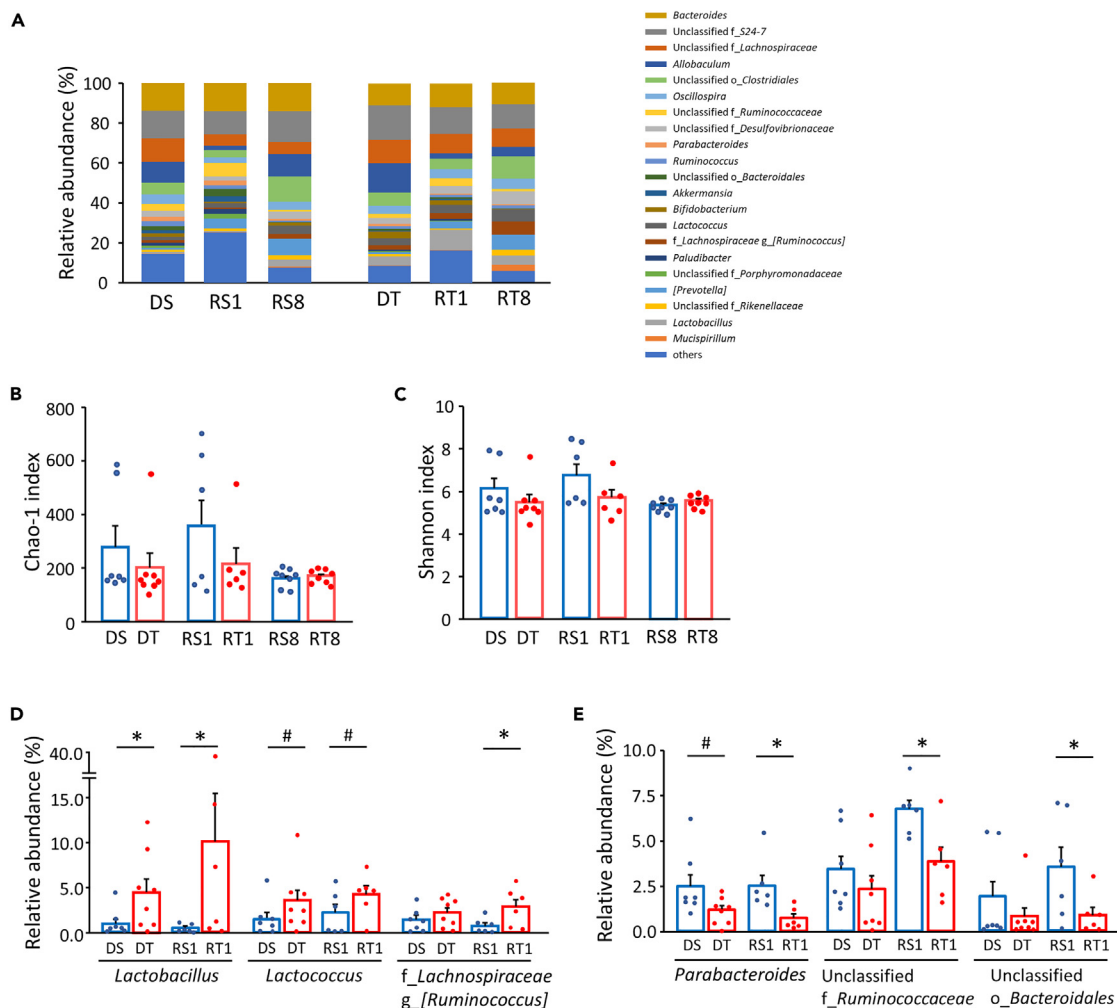 A
Relative abundance (%)
100
80
60
40
20
0
DS RS1 RS8 DT RT1 RT8
Bacteroides
Unclassified f_S24-7
Unclassified f_Lachnospiraceae
Allobaculum
Unclassified o_Clostridiales
Oscillospira
Unclassified f_Ruminococcaceae
Unclassified f_Desulfovibrionaceae
Parabacteroides
Ruminococcus
Unclassified o_Bacteroidales
Akkermansia
Bifidobacterium
Lactococcus
f_Lachnospiraceae g_[Ruminococcus]
Paludibacter
Unclassified f_Porphyromonadaceae
[Prevotella]
Unclassified f_Rikenellaceae
Lactobacillus
Mucispirillum
others
B
Chao-1 index
800
600
400
200
0
DS DT RS1 RT1 RS8 RT8
C
Shannon index
10
8
6
4
2
0
DS DT RS1 RT1 RS8 RT8
D
Relative abundance (%)
40.0
15.0
10.0
5.0
0.0
* * # # *
DS DT RS1 RT1 DS DT RS1 RT1 DS DT RS1 RT1
Lactobacillus Lactococcus f_Lachnospiraceae
g_[Ruminococcus]
E
Relative abundance (%)
10.0
7.5
5.0
2.5
0.0
# * * *
DS DT RS1 RT1 DS DT RS1 RT1 DS DT RS1 RT1
Parabacteroides Unclassified Unclassified
f_Ruminococcaceae o_Bacteroidales